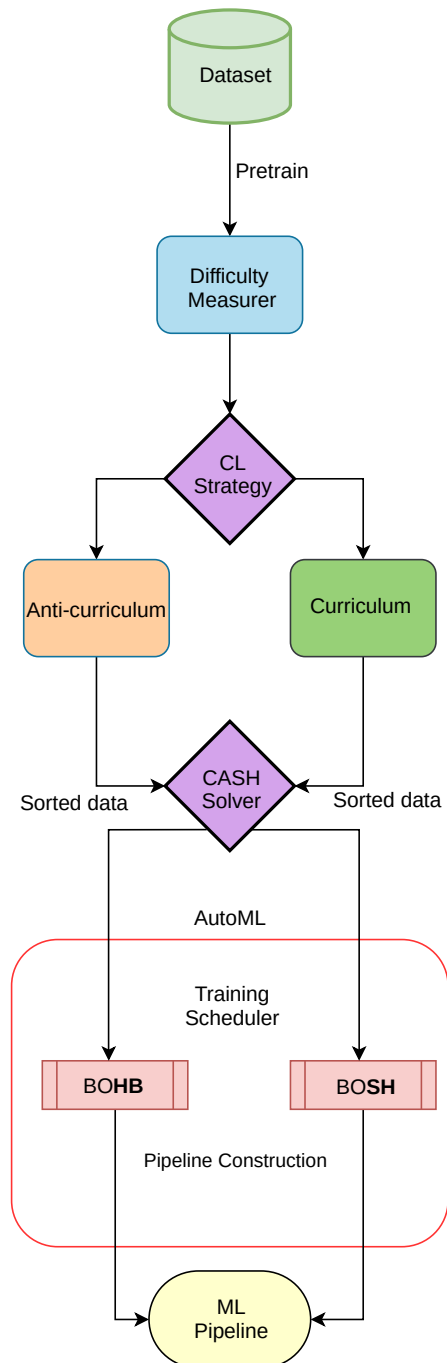 Dataset
Pretrain
Difficulty
Measurer
CL
Strategy
Anti-curriculum
Curriculum
CASH
Solver
Sorted data
Sorted data
AutoML
Training
Scheduler
BOHB
BOSH
Pipeline Construction
ML
Pipeline